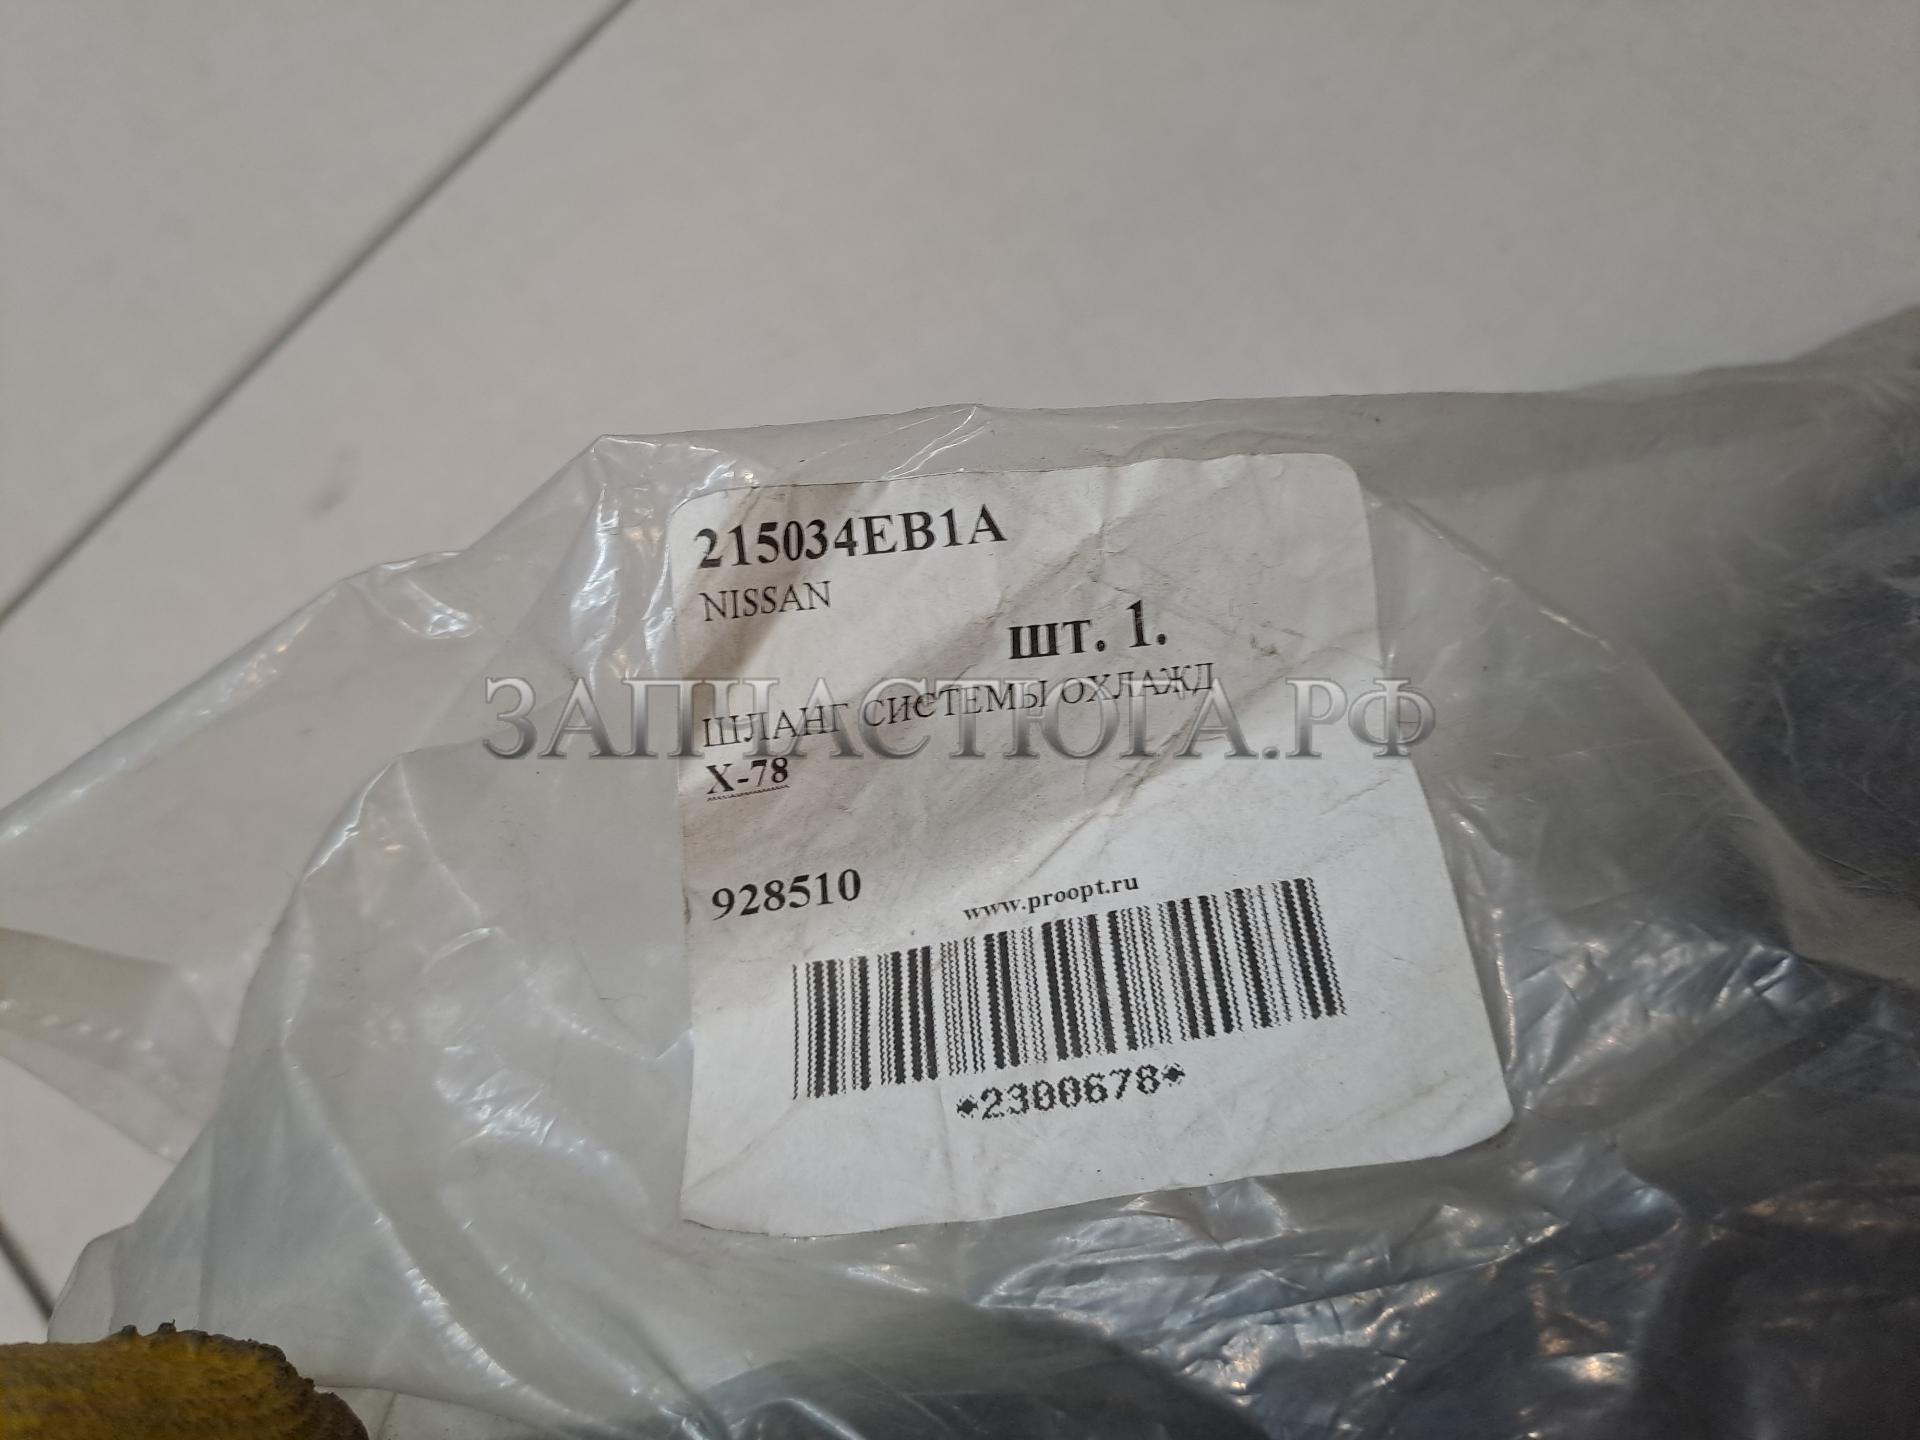 215034EB1A
NISSAN
шт. 1.
ШЛАНГ СИСТЕМЫ ОХЛАЖД
ЗАПЧАСТЮГА.РФ
X-78
928510
www.proopt.ru
*2300678*